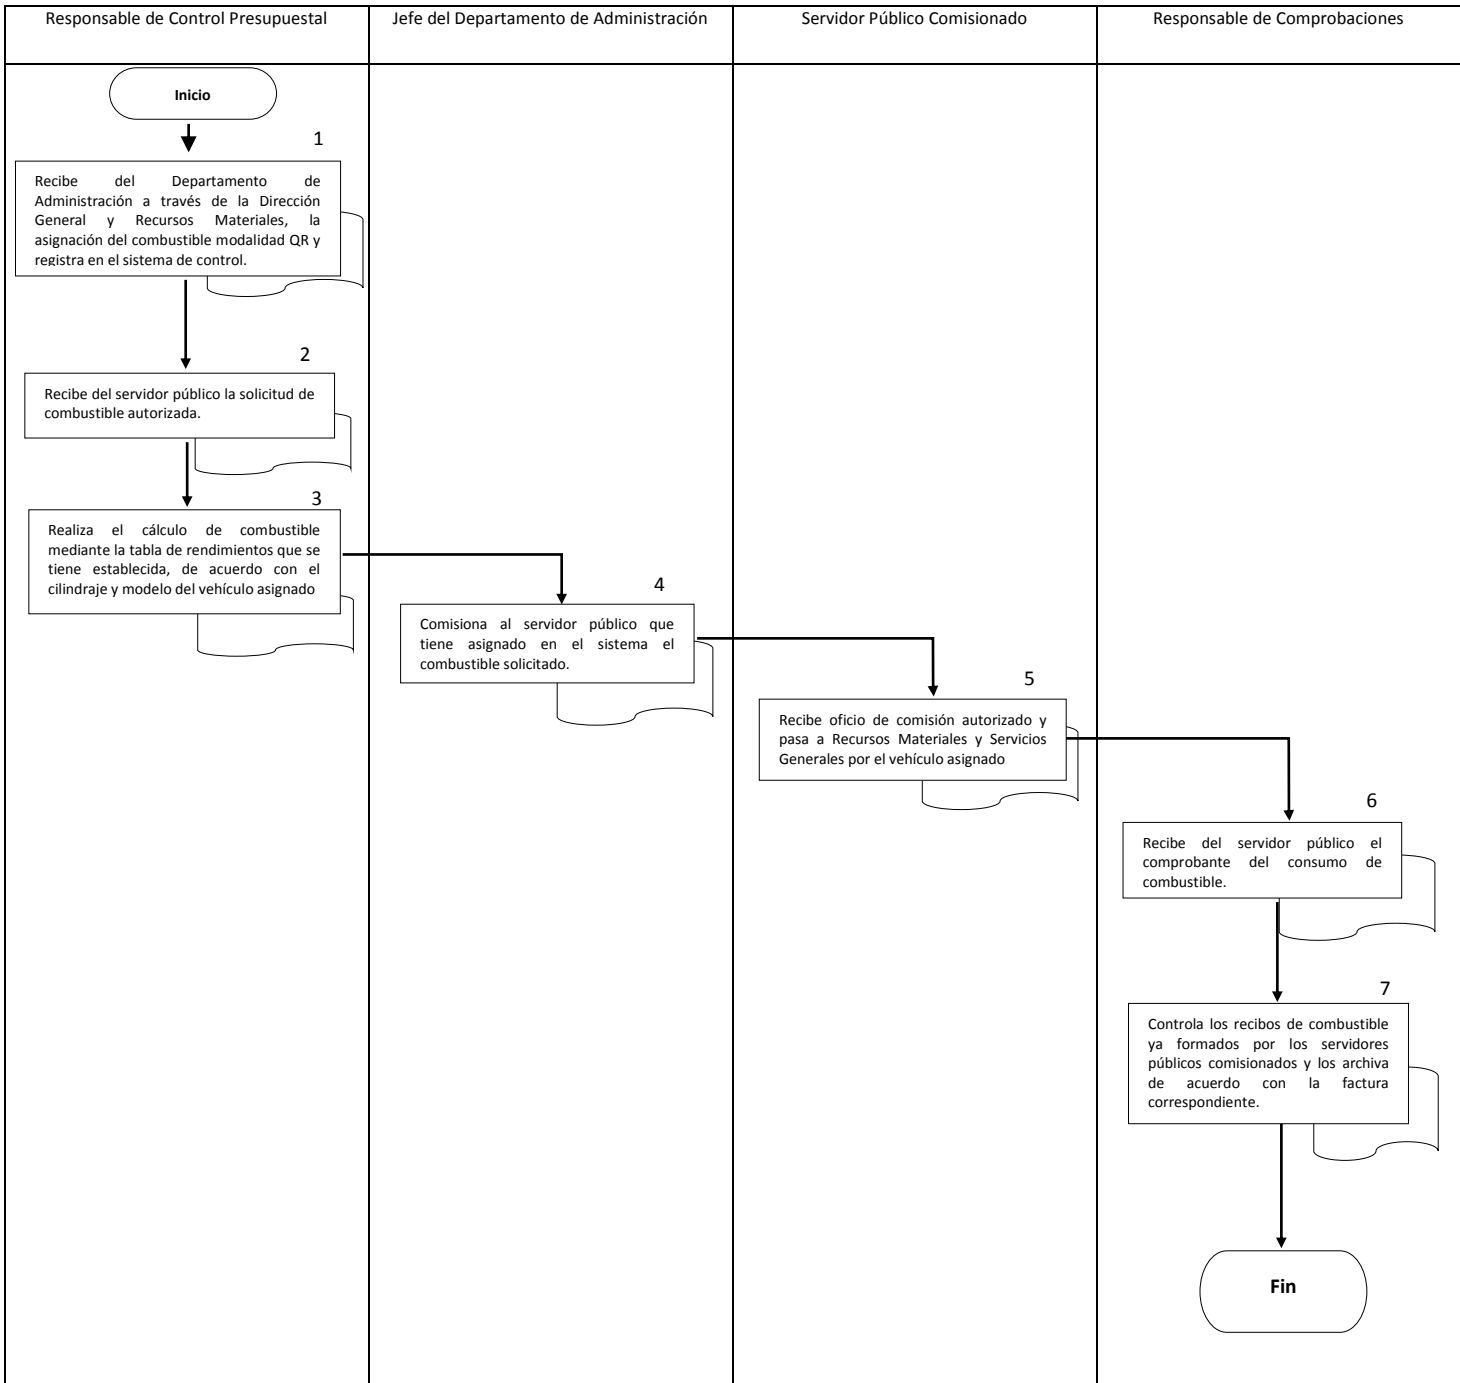 Responsable de Control Presupuestal
Jefe del Departamento de Administración
Servidor Público Comisionado
Responsable de Comprobaciones
Inicio
1
Recibe del Departamento de
Administración a través de la Dirección
General y Recursos Materiales, la
asignación del combustible modalidad QR y
registra en el sistema de control.
2
Recibe del servidor público la solicitud de
combustible autorizada.
3
Realiza el cálculo de combustible
mediante la tabla de rendimientos que se
tiene establecida, de acuerdo con el
cilindraje y modelo del vehículo asignado
4
Comisiona al servidor público que
tiene asignado en el sistema el
combustible solicitado.
5
Recibe oficio de comisión autorizado y
pasa a Recursos Materiales y Servicios
Generales por el vehículo asignado
6
Recibe del servidor público el
comprobante del consumo de
combustible.
7
Controla los recibos de combustible
ya formados por los servidores
públicos comisionados y los archiva
de acuerdo con la factura
correspondiente.
Fin